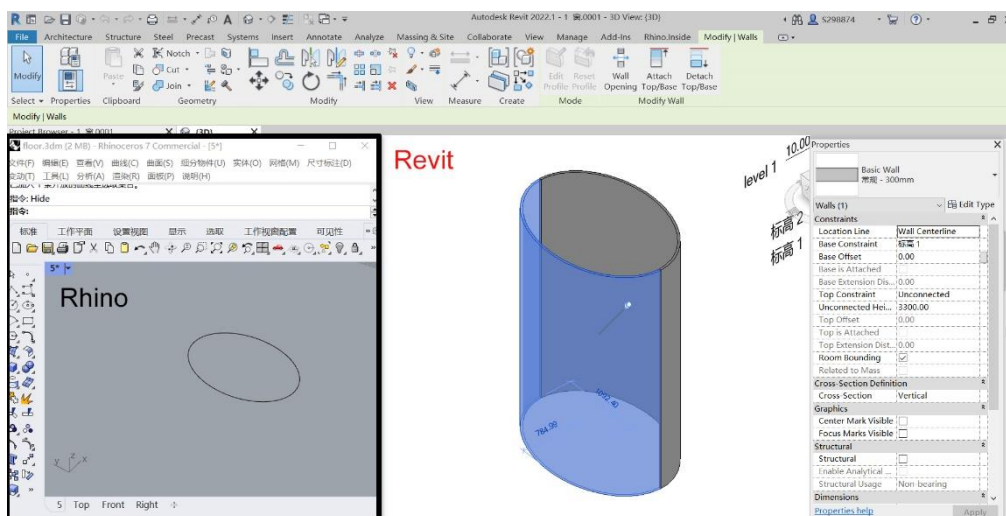 Autodesk Revit 2022.1 - 1 案.0001 - 3D View: {3D}
S298874
File Architecture Structure Steel Precast Systems Insert Annotate Analyze Massing & Site Collaborate View Manage Add-Ins Rhino.Inside Modify | Walls
Modify
Paste
Notch
Cut
Join
Edit Profile
Reset Profile
Wall Opening
Attach Top/Base
Detach Top/Base
Select Properties Clipboard Geometry Modify View Measure Create Mode Modify Wall
Modify | Walls
Project Browser - 1 案.0001 X {3D} X
floor.3dm (2 MB) - Rhinoceros 7 Commercial - [5*]
文件(F) 编辑(E) 查看(V) 曲线(C) 曲面(S) 细分物件(U) 实体(O) 网格(M) 尺寸标注(D)
变动(T) 工具(L) 分析(A) 渲染(R) 面板(P) 说明(H)
指令: Hide
指令:
标准 工作平面 设置视图 显示 选取 工作视窗配置 可见性
5*
Rhino
y z x
5 Top Front Right
Revit
level 1
10.00
标高 2
标高 1
784.99
Properties X
Basic Wall
常规 - 300mm
Walls (1) Edit Type
Constraints
Location Line Wall Centerline
Base Constraint 标高 1
Base Offset 0.00
Base is Attached
Base Extension Dis... 0.00
Top Constraint Unconnected
Unconnected Hei... 3300.00
Top Offset 0.00
Top is Attached
Top Extension Dist... 0.00
Room Bounding
Related to Mass
Cross-Section Definition
Cross-Section Vertical
Graphics
Center Mark Visible
Focus Marks Visible
Structural
Structural
Enable Analytical ...
Structural Usage Non-bearing
Dimensions
Properties help Apply